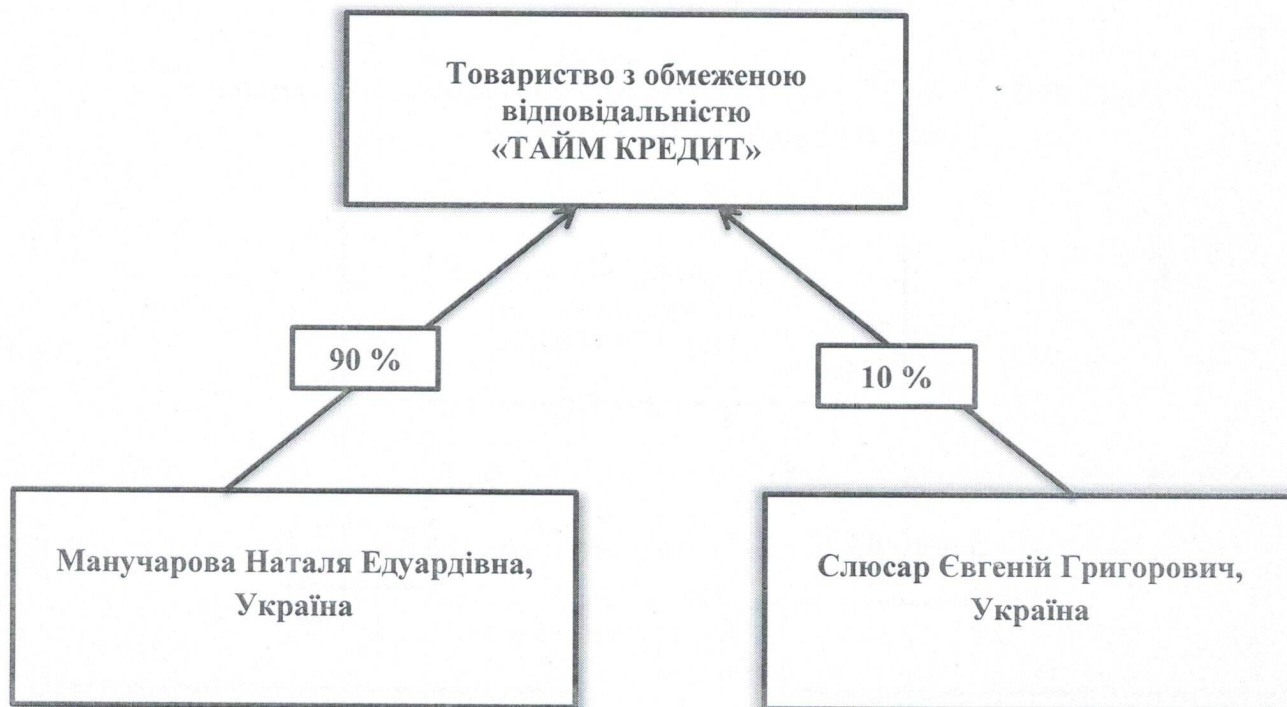 Товариство з обмеженою
відповідальністю
«ТАЙМ КРЕДИТ»
90 %
10 %
Манучарова Наталя Едуардівна,
Україна
Слюсар Євгеній Григорович,
Україна